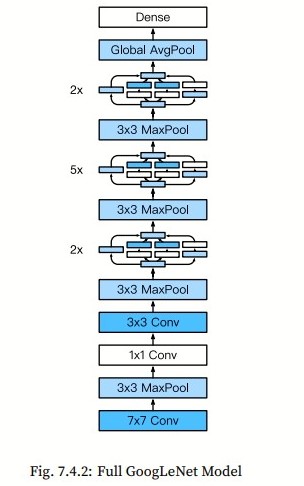 Dense
Global AvgPool
2x
3x3 MaxPool
5x
3x3 MaxPool
2x
3x3 MaxPool
3x3 Conv
1x1 Conv
3x3 MaxPool
7x7 Conv
Fig. 7.4.2: Full GoogLeNet Model